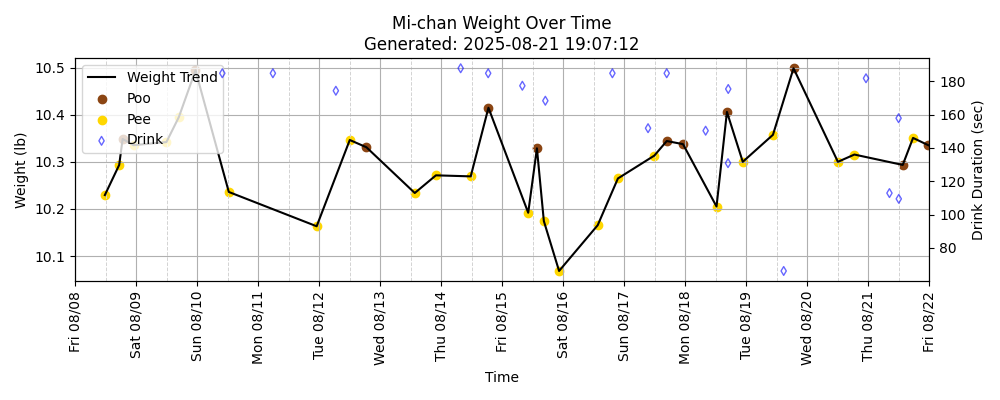 Mi-chan Weight Over Time
Generated: 2025-08-21 19:07:12
Weight (lb)
10.5
10.4
10.3
10.2
10.1
Weight Trend
Poo
Pee
Drink
180
160
140
120
100
80
Drink Duration (sec)
Fri 08/08
Sat 08/09
Sun 08/10
Mon 08/11
Tue 08/12
Wed 08/13
Thu 08/14
Fri 08/15
Sat 08/16
Sun 08/17
Mon 08/18
Tue 08/19
Wed 08/20
Thu 08/21
Fri 08/22
Time